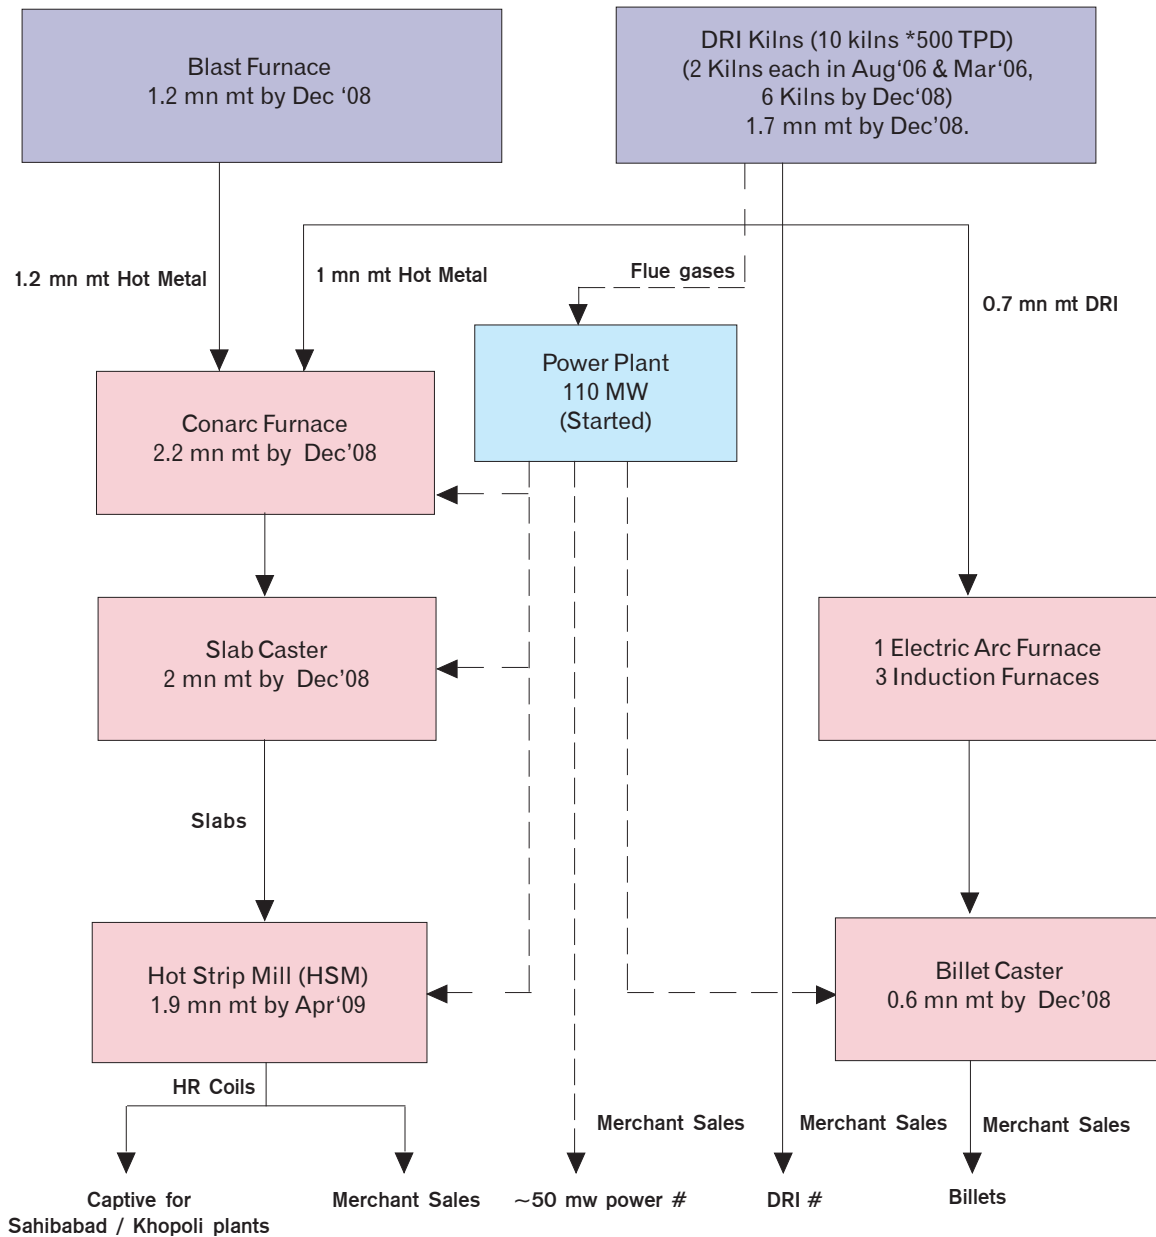 Blast Furnace
1.2 mn mt by Dec ‘08
DRI Kilns (10 kilns *500 TPD)
(2 Kilns each in Aug‘06 & Mar‘06,
6 Kilns by Dec‘08)
1.7 mn mt by Dec’08.
1.2 mn mt Hot Metal
1 mn mt Hot Metal
Flue gases
0.7 mn mt DRI
Power Plant
110 MW
(Started)
Conarc Furnace
2.2 mn mt by Dec’08
Slab Caster
2 mn mt by Dec’08
1 Electric Arc Furnace
3 Induction Furnaces
Slabs
Hot Strip Mill (HSM)
1.9 mn mt by Apr‘09
Billet Caster
0.6 mn mt by Dec’08
HR Coils
Merchant Sales
Merchant Sales
Merchant Sales
Captive for
Sahibabad / Khopoli plants
Merchant Sales
~50 mw power #
DRI #
Billets